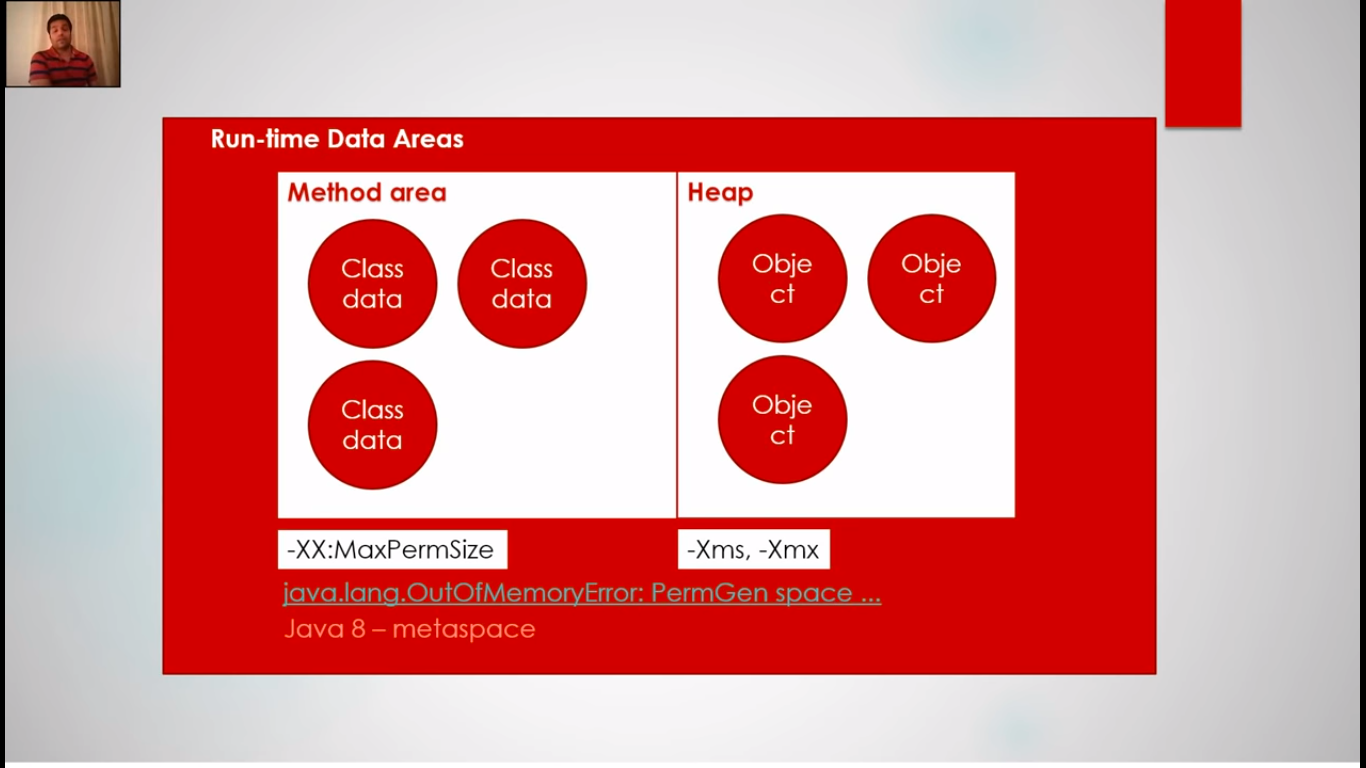 Run-time Data Areas
Method area
Class
data
Class
data
Class
data
Heap
Obje
ct
Obje
ct
Obje
ct
-XX:MaxPermSize
-Xms, -Xmx
java.lang.OutOfMemoryError: PermGen space ...
Java 8 – metaspace